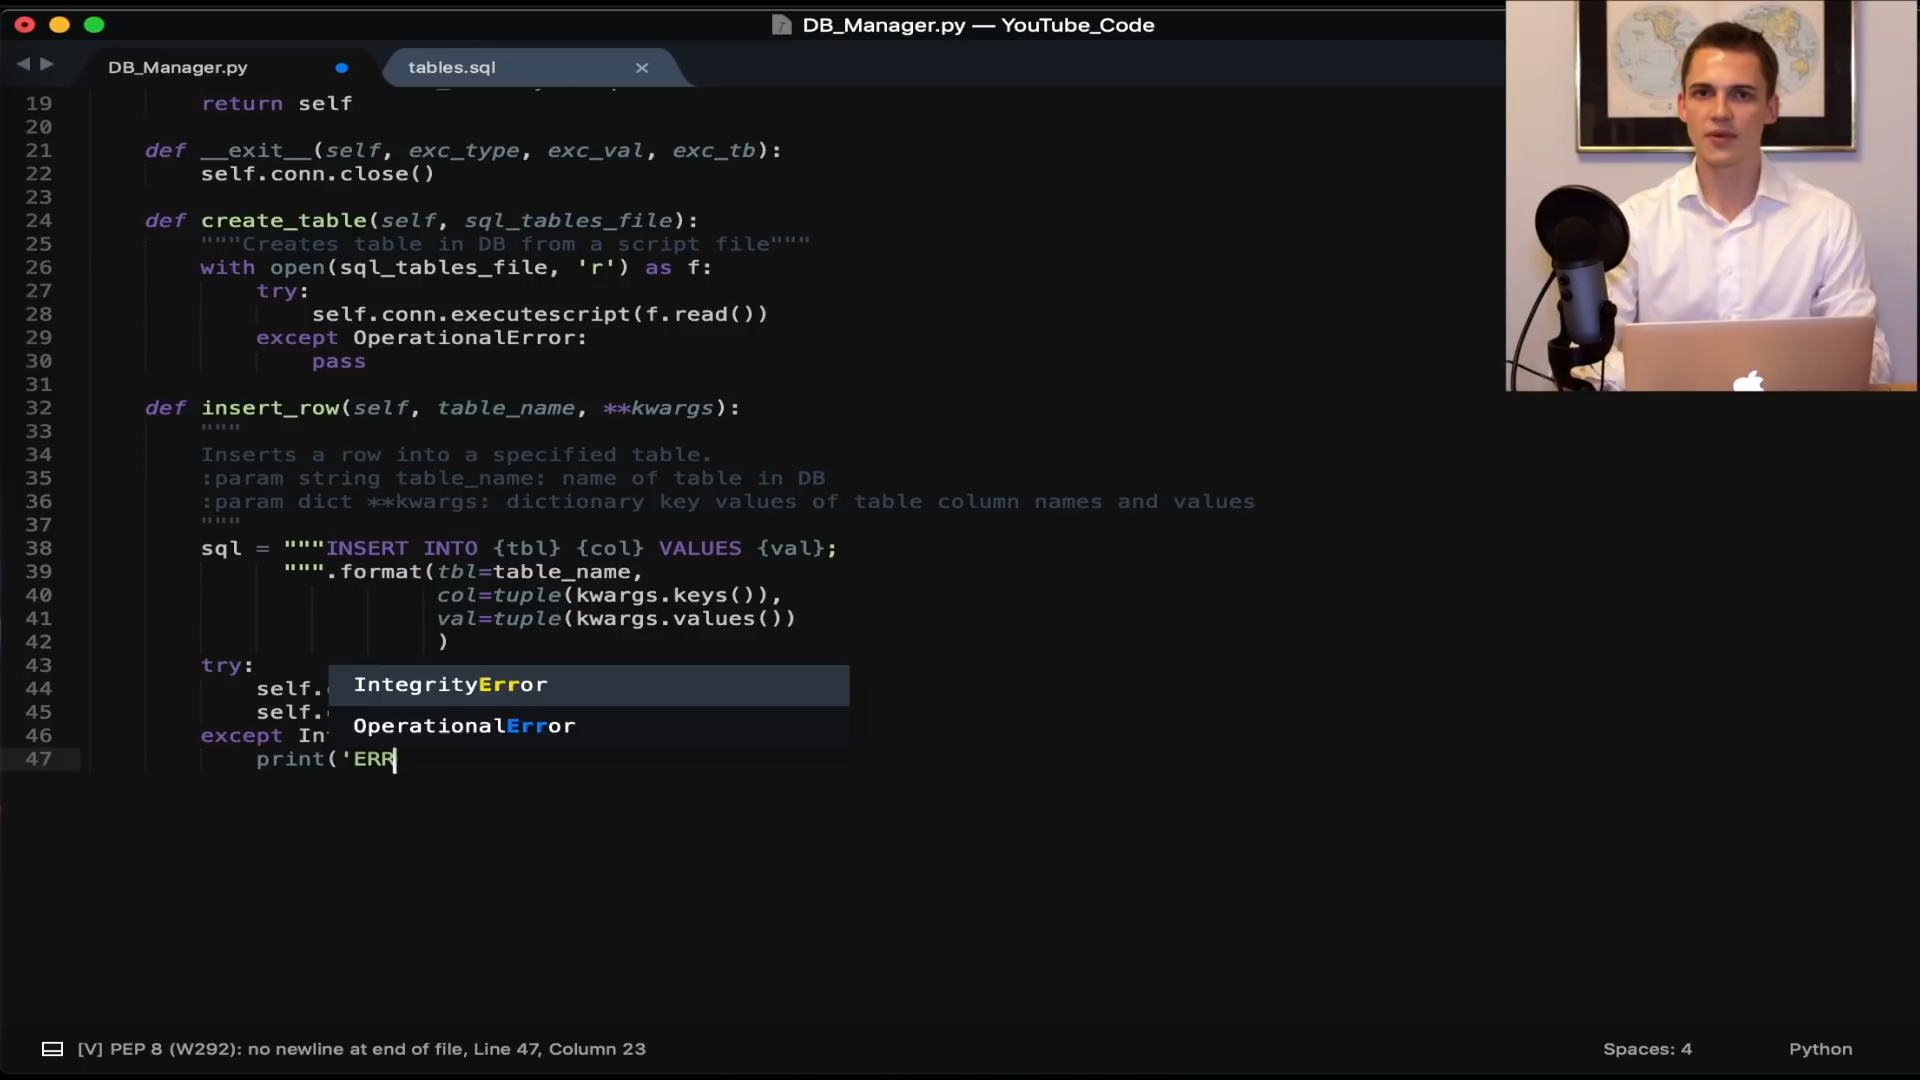 DB_Manager.py — YouTube_Code
DB_Manager.py
tables.sql
19 return self
20
21 def __exit__(self, exc_type, exc_val, exc_tb):
22 self.conn.close()
23
24 def create_table(self, sql_tables_file):
25 """Creates table in DB from a script file"""
26 with open(sql_tables_file, 'r') as f:
27 try:
28 self.conn.executescript(f.read())
29 except OperationalError:
30 pass
31
32 def insert_row(self, table_name, **kwargs):
33 """
34 Inserts a row into a specified table.
35 :param string table_name: name of table in DB
36 :param dict **kwargs: dictionary key values of table column names and values
37 """
38 sql = """INSERT INTO {tbl} {col} VALUES {val};
39 """.format(tbl=table_name,
40 col=tuple(kwargs.keys()),
41 val=tuple(kwargs.values())
42 )
43 try:
44 self.
IntegrityError
45 self.
OperationalError
46 except In
47 print('ERR
[V] PEP 8 (W292): no newline at end of file, Line 47, Column 23
Spaces: 4
Python